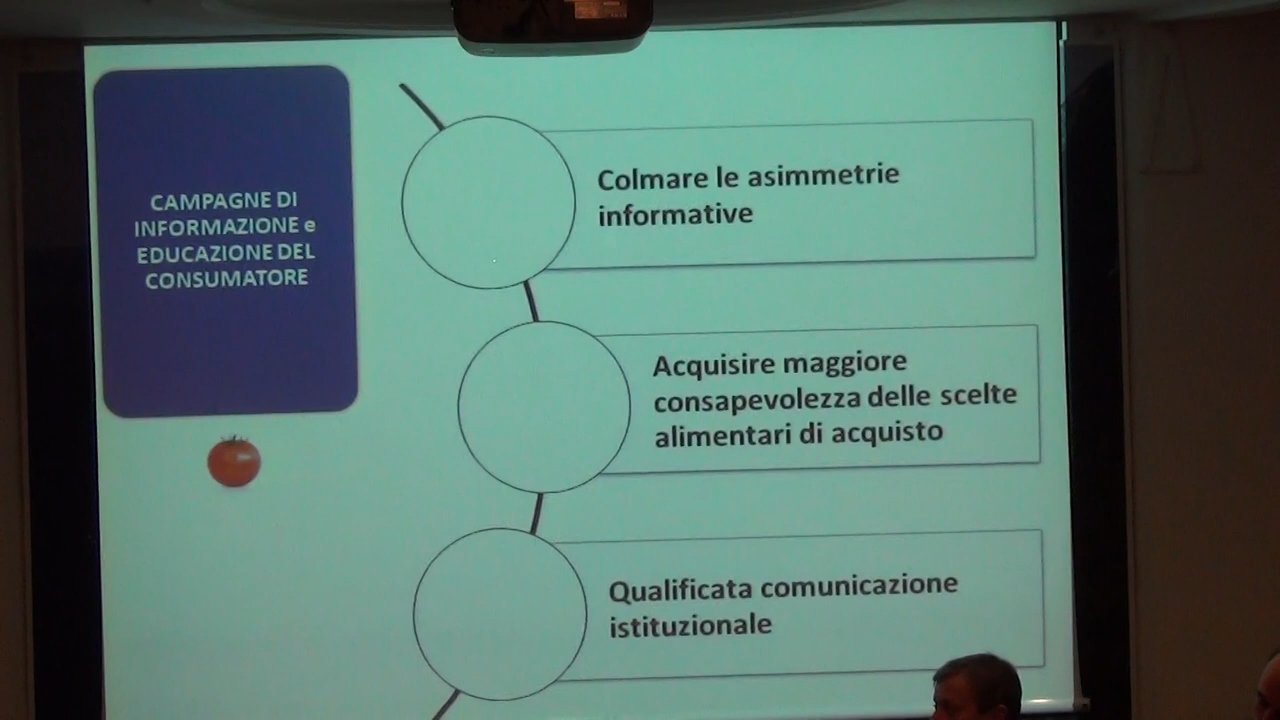 CAMPAGNE DI
INFORMAZIONE e
EDUCAZIONE DEL
CONSUMATORE
Colmare le asimmetrie
informative
Acquisire maggiore
consapevolezza delle scelte
alimentari di acquisto
Qualificata comunicazione
istituzionale